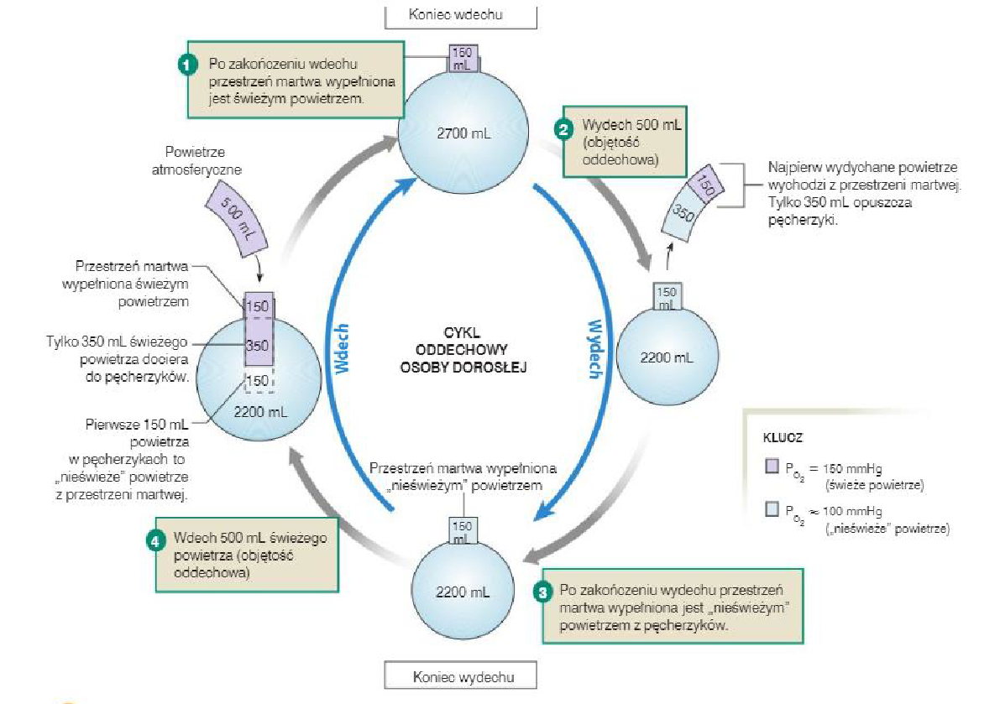 Koniec wdechu
150
mL
1
Po zakończeniu wdechu
przestrzeń martwa wypełniona
jest świeżym powietrzem.
2700 mL
2
Wydech 500 mL
(objętość
oddechowa)
Powietrze
atmosferyczne
500 mL
150
350
Najpierw wydychane powietrze
wychodzi z przestrzeni martwej.
Tylko 350 mL opuszcza
pęcherzyki.
Przestrzeń martwa
wypełniona świeżym
powietrzem
150
Tylko 350 mL świeżego
powietrza dociera
do pęcherzyków.
350
150
2200 mL
Pierwsze 150 mL
powietrza
w pęcherzykach to
„nieświeże” powietrze
z przestrzeni martwej.
Wdech
CYKL
ODDECHOWY
OSOBY DOROSŁEJ
Wydech
150
mL
2200 mL
KLUCZ
PO2 = 150 mmHg
(świeże powietrze)
PO2 ≈ 100 mmHg
(„nieświeże” powietrze)
Przestrzeń martwa wypełniona
„nieświeżym” powietrzem
150
mL
2200 mL
4
Wdech 500 mL świeżego
powietrza (objętość
oddechowa)
3
Po zakończeniu wydechu przestrzeń
martwa wypełniona jest „nieświeżym”
powietrzem z pęcherzyków.
Koniec wydechu